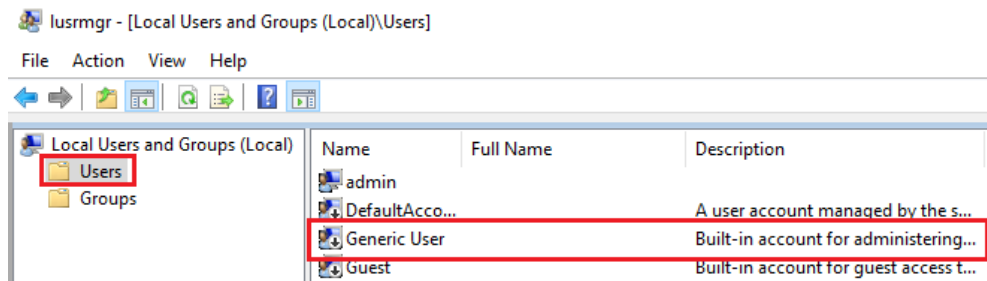 lusrmgr - [Local Users and Groups (Local)\Users]
File Action View Help
Local Users and Groups (Local)
Users
Groups
Name Full Name Description
admin
DefaultAcco... A user account managed by the s...
Generic User Built-in account for administering...
Guest Built-in account for guest access t...